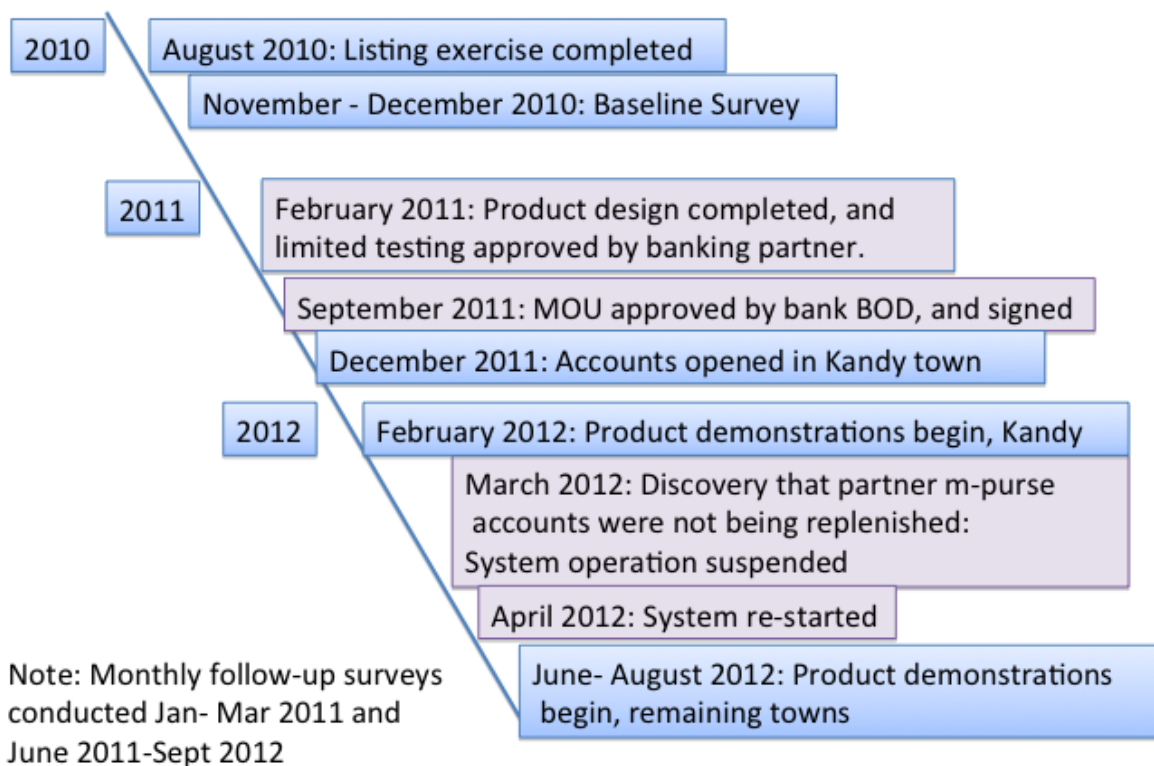 2010
August 2010: Listing exercise completed
November - December 2010: Baseline Survey
2011
February 2011: Product design completed, and
limited testing approved by banking partner.
September 2011: MOU approved by bank BOD, and signed
December 2011: Accounts opened in Kandy town
2012
February 2012: Product demonstrations begin, Kandy
March 2012: Discovery that partner m-purse
accounts were not being replenished:
System operation suspended
April 2012: System re-started
June- August 2012: Product demonstrations
begin, remaining towns
Note: Monthly follow-up surveys
conducted Jan- Mar 2011 and
June 2011-Sept 2012